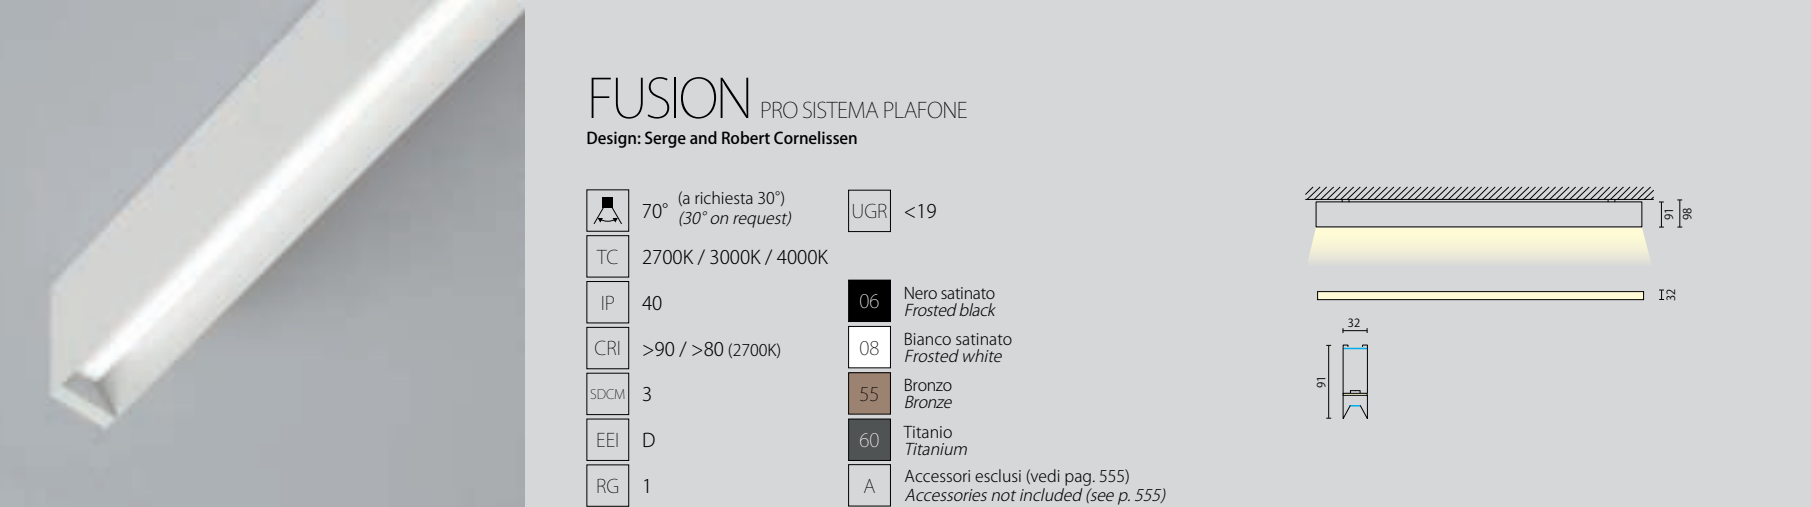 FUSION PRO SISTEMA PLAFONE
Design: Serge and Robert Cornelissen
70° (a richiesta 30°)
(30° on request)
TC 2700K / 3000K / 4000K
IP 40
CRI >90 / >80 (2700K)
SDCM 3
EEI D
RG 1
UGR <19
06 Nero satinato
Frosted black
08 Bianco satinato
Frosted white
55 Bronzo
Bronze
60 Titanio
Titanium
A Accessori esclusi (vedi pag. 555)
Accessories not included (see p. 555)
91 98
32
32
91